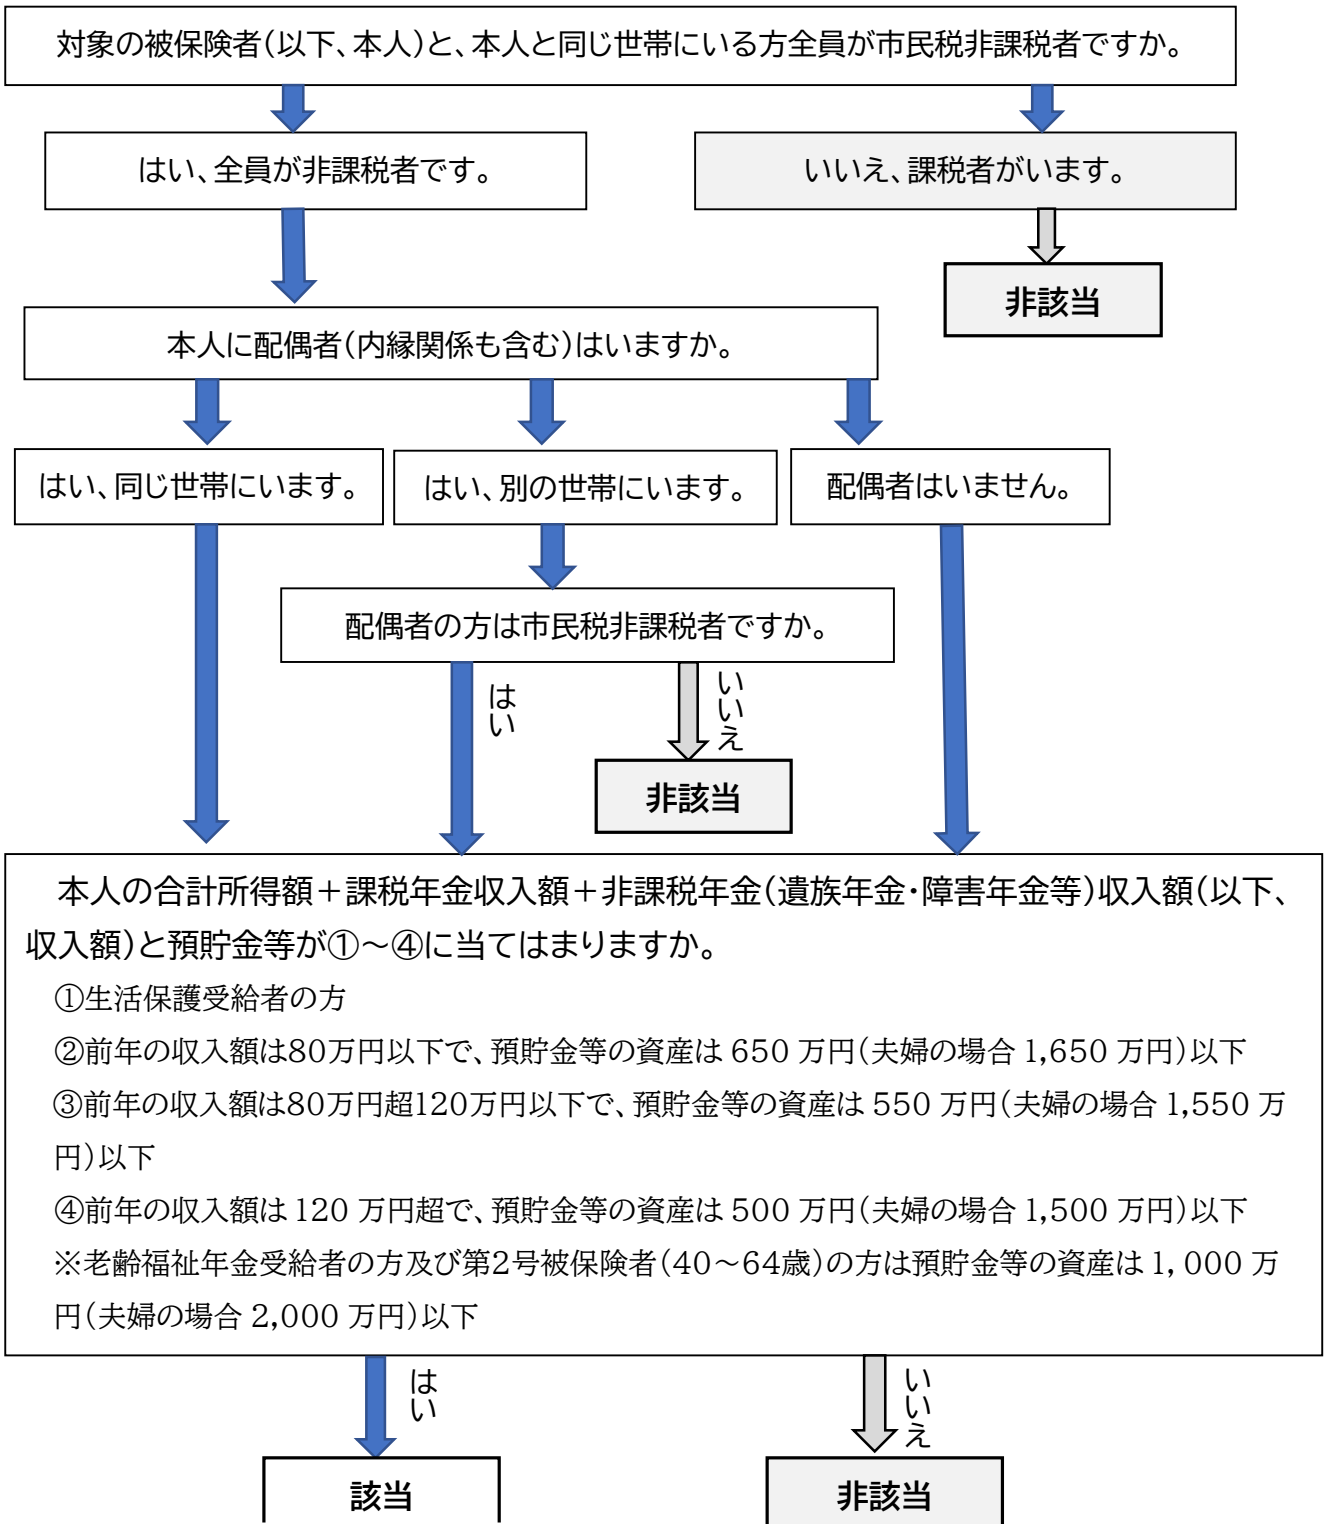 対象の被保険者(以下、本人)と、本人と同じ世帯にいる方全員が市民税非課税者ですか。
はい、全員が非課税者です。
いいえ、課税者がいます。
非該当
本人に配偶者(内縁関係も含む)はいますか。
はい、同じ世帯にいます。
はい、別の世帯にいます。
配偶者はいません。
配偶者の方は市民税非課税者ですか。
はい
いいえ
非該当
本人の合計所得額+課税年金収入額+非課税年金(遺族年金・障害年金等)収入額(以下、
収入額)と預貯金等が①~④に当てはまりますか。
①生活保護受給者の方
②前年の収入額は80万円以下で、預貯金等の資産は 650 万円(夫婦の場合 1,650 万円)以下
③前年の収入額は80万円超120万円以下で、預貯金等の資産は 550 万円(夫婦の場合 1,550 万
円)以下
④前年の収入額は 120 万円超で、預貯金等の資産は 500 万円(夫婦の場合 1,500 万円)以下
※老齢福祉年金受給者の方及び第2号被保険者(40~64歳)の方は預貯金等の資産は 1,000 万
円(夫婦の場合 2,000 万円)以下
はい
いいえ
該当
非該当